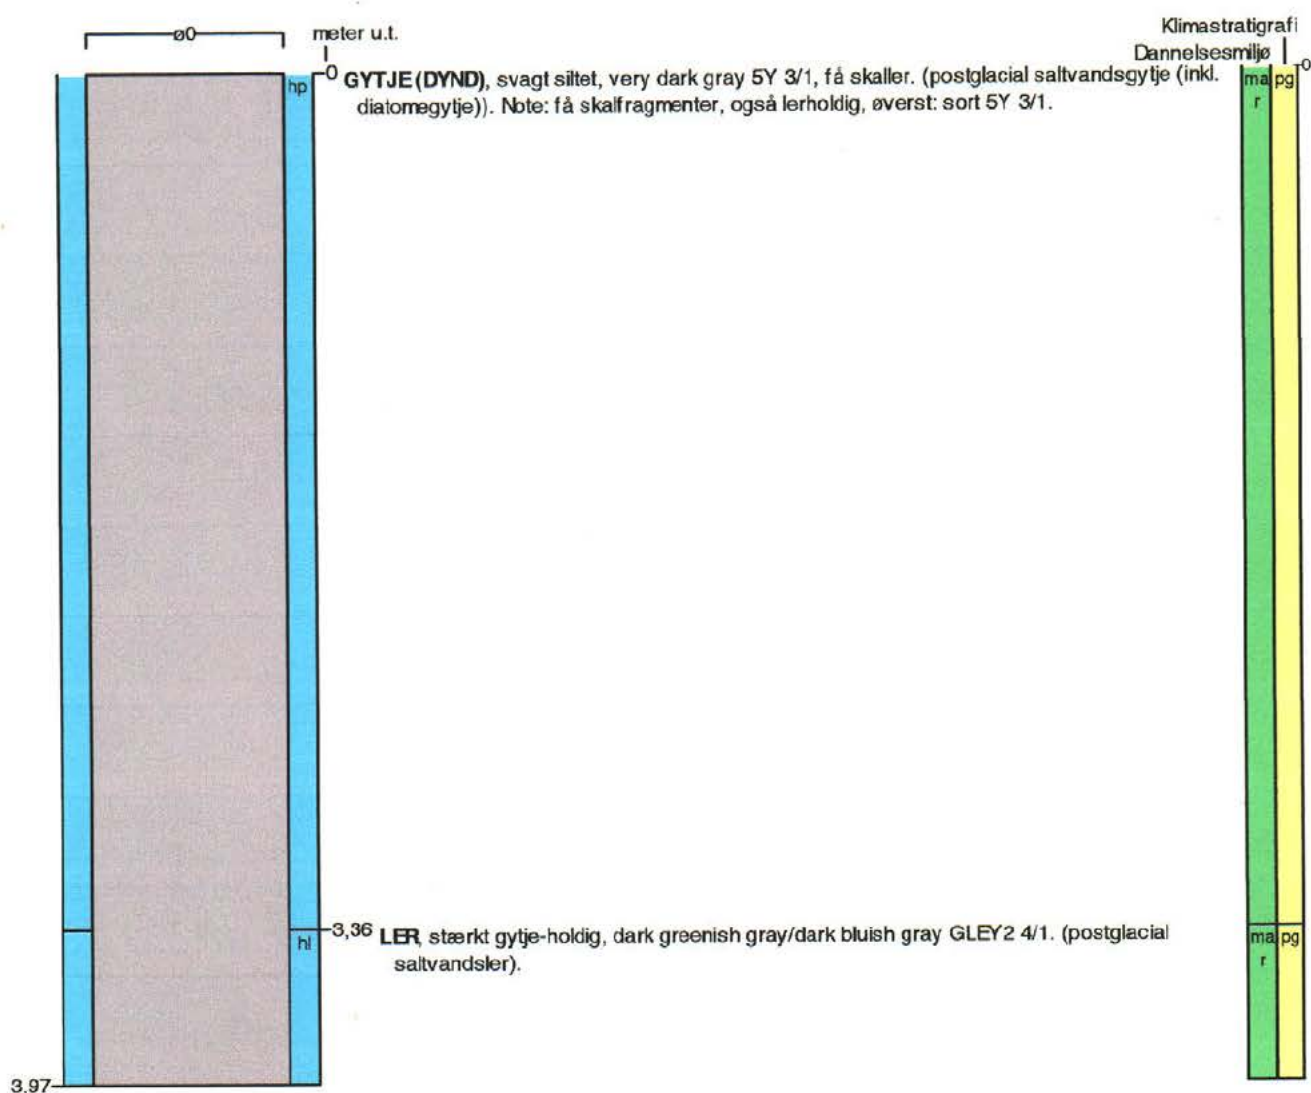 Klimastratigrafi
ø0 meter u.t.
Dannelsesmiljø
hp 0 GYTJE (DYND), svagt siltet, very dark gray 5Y 3/1, få skaller. (postglacial saltvandsgytje (inkl. ma pg 0
diatomegytje)). Note: få skalfragmenter, også lerholdig, øverst: sort 5Y 3/1. r
hl 3,36 LER, stærkt gytje-holdig, dark greenish gray/dark bluish gray GLEY2 4/1. (postglacial ma pg
saltvandsler). r
3.97